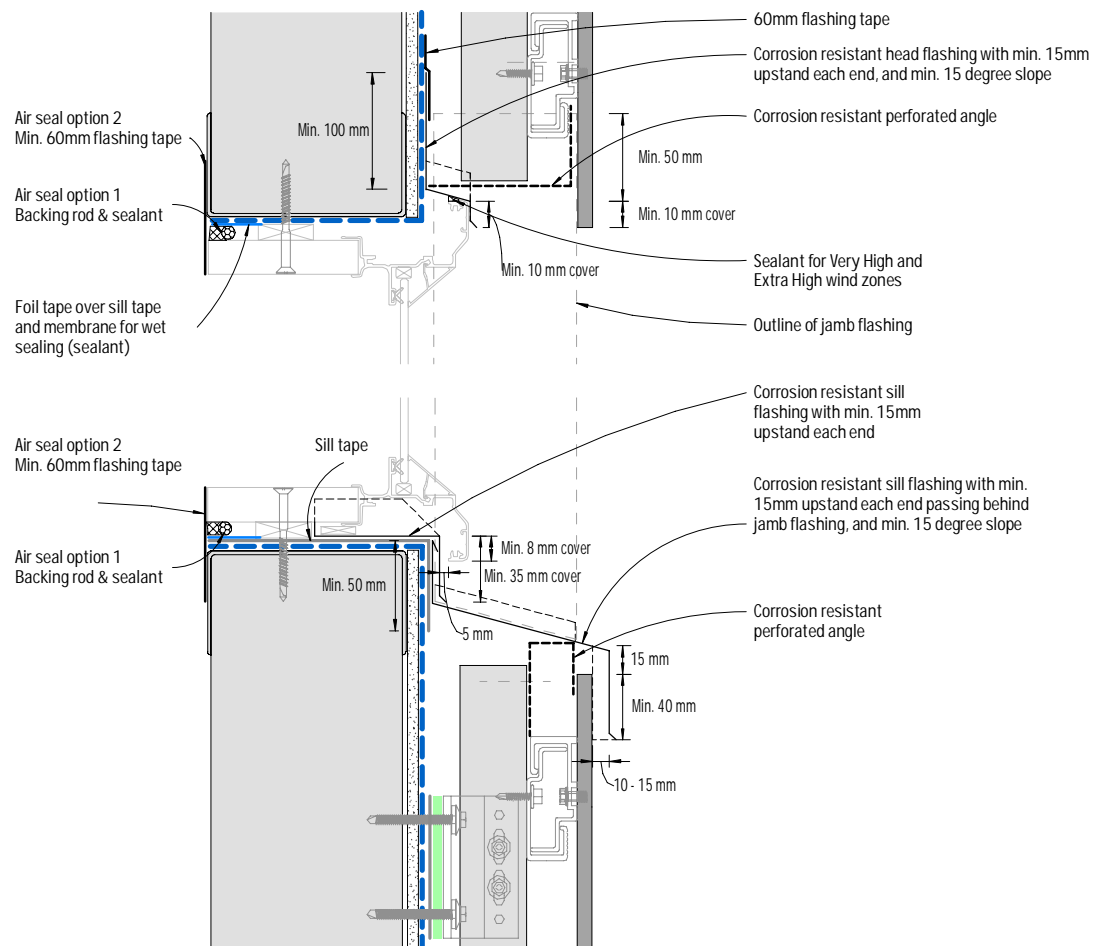 60mm flashing tape
Corrosion resistant head flashing with min. 15mm
upstand each end, and min. 15 degree slope
Air seal option 2
Min. 60mm flashing tape
Min. 100 mm
Corrosion resistant perforated angle
Min. 50 mm
Air seal option 1
Backing rod & sealant
Min. 10 mm cover
Min. 10 mm cover
Sealant for Very High and
Extra High wind zones
Foil tape over sill tape
and membrane for wet
sealing (sealant)
Outline of jamb flashing
Corrosion resistant sill
flashing with min. 15mm
upstand each end
Air seal option 2
Min. 60mm flashing tape
Sill tape
Corrosion resistant sill flashing with min.
15mm upstand each end passing behind
jamb flashing, and min. 15 degree slope
Air seal option 1
Backing rod & sealant
Min. 8 mm cover
Min. 35 mm cover
Min. 50 mm
5 mm
Corrosion resistant
perforated angle
15 mm
Min. 40 mm
10 - 15 mm